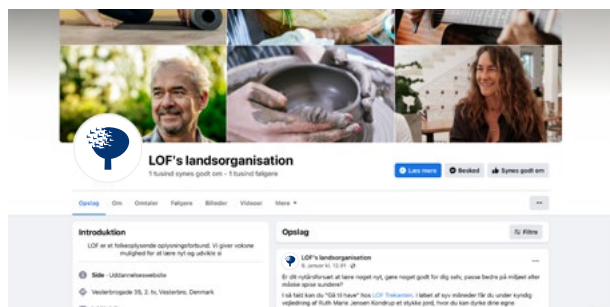 LOF's landsorganisation
1 tusind synes godt om • 1 tusind følgere
Læs mere
Besked
Synes godt om
Opslag Om Omtaler Følgere Billeder Videoer Mere
Introduktion
LOF er et folkeoplysende oplysningsforbund. Vi giver voksne
mulighed for at lære nyt og udvikle si
Side · Uddannelseswebsite
Vesterbrogade 35, 2. tv, Vesterbro, Denmark
Opslag
Filtre
LOF's landsorganisation
kl. 12.01 ·
Er dit nytårsforsæt at lære noget nyt, gøre noget godt for dig selv, passe bedre på miljøet eller
måske spise sundere?
I så fald kan du "Gå til have" hos LOF Trekanten. I løbet af syv måneder får du under kyndig
vejledning af Ruth Marie Jensen Kondrup et stykke jord, hvor du kan dyrke dine egne